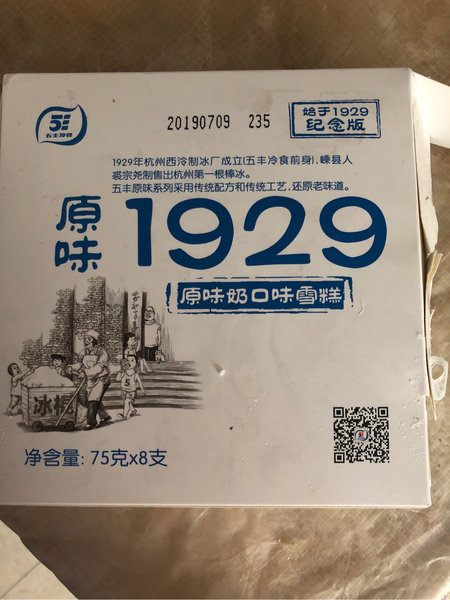 五丰冷食
20190709 235
始于1929
纪念版
1929年杭州西泠制冰厂成立(五丰冷食前身),嵊县人
裘宗尧制售出杭州第一根棒冰。
五丰原味系列采用传统配方和传统工艺,还原老味道。
原味
1929
原味奶口味雪糕
冰棍
净含量: 75克x8支